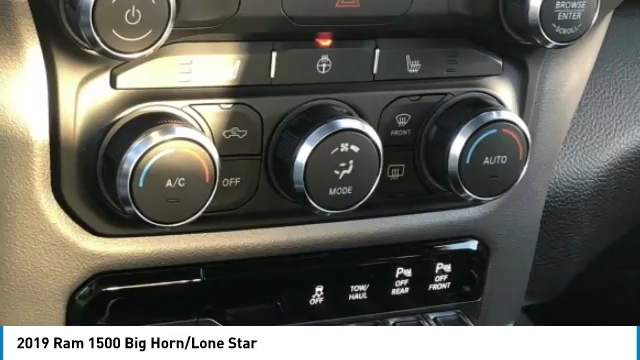 BROWSE
ENTER
SCROLL
FRONT
A/C
OFF
MODE
AUTO
OFF
TOW/
HAUL
P
OFF
REAR
P
OFF
FRONT
2019 Ram 1500 Big Horn/Lone Star